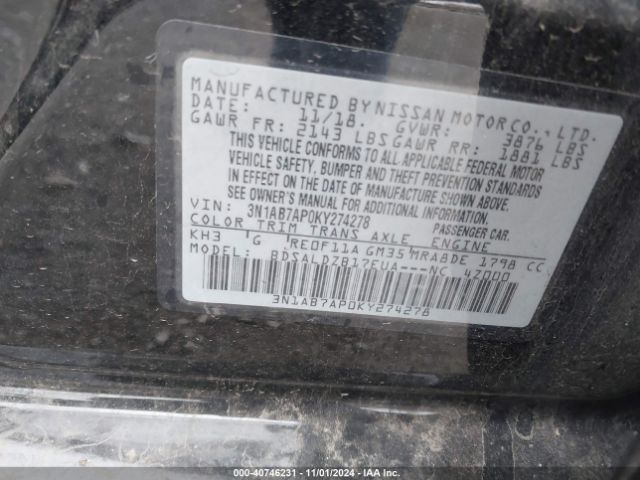 MANUFACTURED BY NISSAN MOTOR CO., LTD.
DATE: 11/18. GVWR: 3876 LBS
GAWR FR: 2143 LBS GAWR RR: 1881 LBS
THIS VEHICLE CONFORMS TO ALL APPLICABLE FEDERAL MOTOR
VEHICLE SAFETY, BUMPER AND THEFT PREVENTION STANDARDS
IN EFFECT ON THE DATE OF MANUFACTURE SHOWN ABOVE.
SEE OWNER'S MANUAL FOR ADDITIONAL INFORMATION.
VIN: 3N1AB7AP0KY274278 PASSENGER CAR.
COLOR TRIM TRANS AXLE ENGINE
KH3 G RE0F11A GM35 MRA8DE 1798 CC
MODEL: BDSALDZB17EUA---NC 42000
3N1AB7AP0KY274278
000-40746231 - 11/01/2024 - IAA Inc.